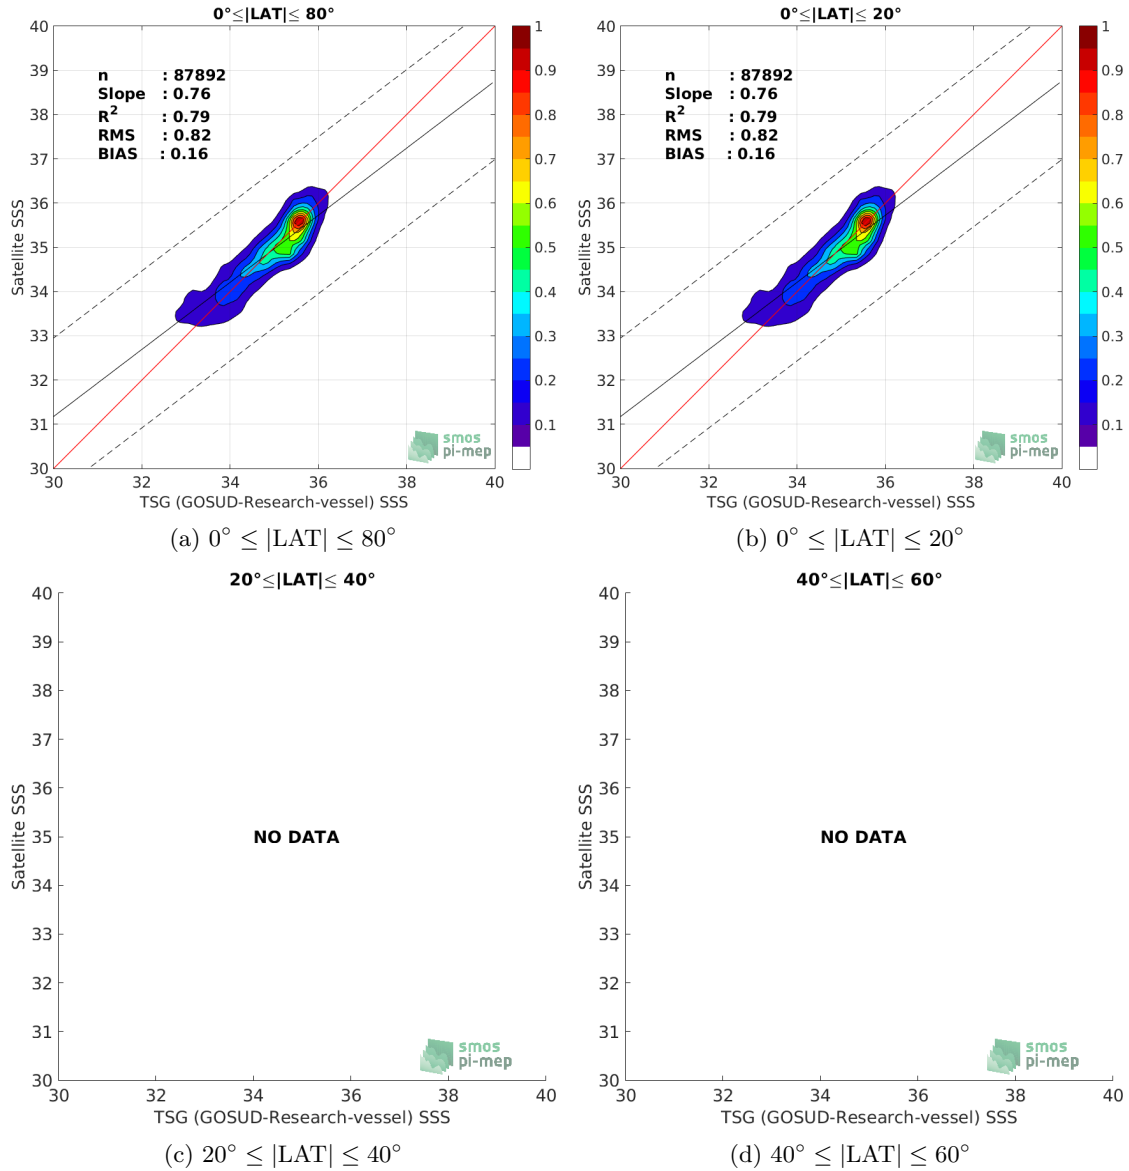 0°≤|LAT|≤ 80°
40
39
38
37
36
35
34
33
32
31
30
Satellite SSS
n : 87892
Slope : 0.76
R² : 0.79
RMS : 0.82
BIAS : 0.16
smos
pi-mep
30 32 34 36 38 40
TSG (GOSUD-Research-vessel) SSS
1
0.9
0.8
0.7
0.6
0.5
0.4
0.3
0.2
0.1
(a) 0° ≤ |LAT| ≤ 80°
0°≤|LAT|≤ 20°
40
39
38
37
36
35
34
33
32
31
30
Satellite SSS
n : 87892
Slope : 0.76
R² : 0.79
RMS : 0.82
BIAS : 0.16
smos
pi-mep
30 32 34 36 38 40
TSG (GOSUD-Research-vessel) SSS
1
0.9
0.8
0.7
0.6
0.5
0.4
0.3
0.2
0.1
(b) 0° ≤ |LAT| ≤ 20°
20°≤|LAT|≤ 40°
40
39
38
37
36
35
34
33
32
31
30
Satellite SSS
NO DATA
smos
pi-mep
30 32 34 36 38 40
TSG (GOSUD-Research-vessel) SSS
(c) 20° ≤ |LAT| ≤ 40°
40°≤|LAT|≤ 60°
40
39
38
37
36
35
34
33
32
31
30
Satellite SSS
NO DATA
smos
pi-mep
30 32 34 36 38 40
TSG (GOSUD-Research-vessel) SSS
(d) 40° ≤ |LAT| ≤ 60°